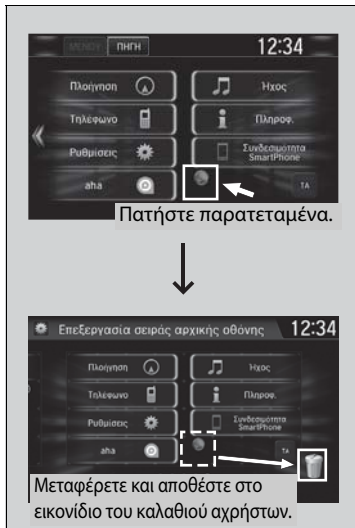 ΜΕΝΟΥ ΠΗΓΗ 12:34
Πλοήγηση Ήχος
Τηλέφωνο Πληροφ.
Ρυθμίσεις Συνδεσιμότητα
SmartPhone
aha TA
Πατήστε παρατεταμένα.
Επεξεργασία σειράς αρχικής οθόνης 12:34
Πλοήγηση Ήχος
Τηλέφωνο Πληροφ.
Ρυθμίσεις Συνδεσιμότητα
SmartPhone
aha TA
Μεταφέρετε και αποθέστε στο
εικονίδιο του καλαθιού αχρήστων.